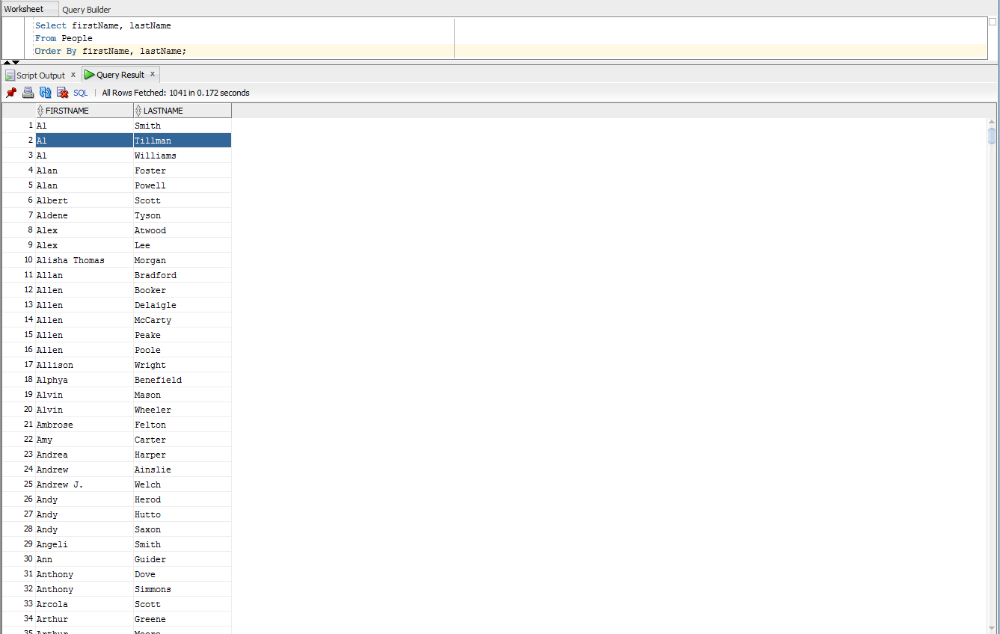 Worksheet Query Builder
Select firstName, lastName
From People
Order By firstName, lastName;
Script Output x Query Result x
SQL | All Rows Fetched: 1041 in 0.172 seconds
FIRSTNAME LASTNAME
1 Al Smith
2 Al Tillman
3 Al Williams
4 Alan Foster
5 Alan Powell
6 Albert Scott
7 Aldene Tyson
8 Alex Atwood
9 Alex Lee
10 Alisha Thomas Morgan
11 Allan Bradford
12 Allen Booker
13 Allen Delaigle
14 Allen McCarty
15 Allen Peake
16 Allen Poole
17 Allison Wright
18 Alphya Benefield
19 Alvin Mason
20 Alvin Wheeler
21 Ambrose Felton
22 Amy Carter
23 Andrea Harper
24 Andrew Ainslie
25 Andrew J. Welch
26 Andy Herod
27 Andy Hutto
28 Andy Saxon
29 Angeli Smith
30 Ann Guider
31 Anthony Dove
32 Anthony Simmons
33 Arcola Scott
34 Arthur Greene
35 Arthur Moore